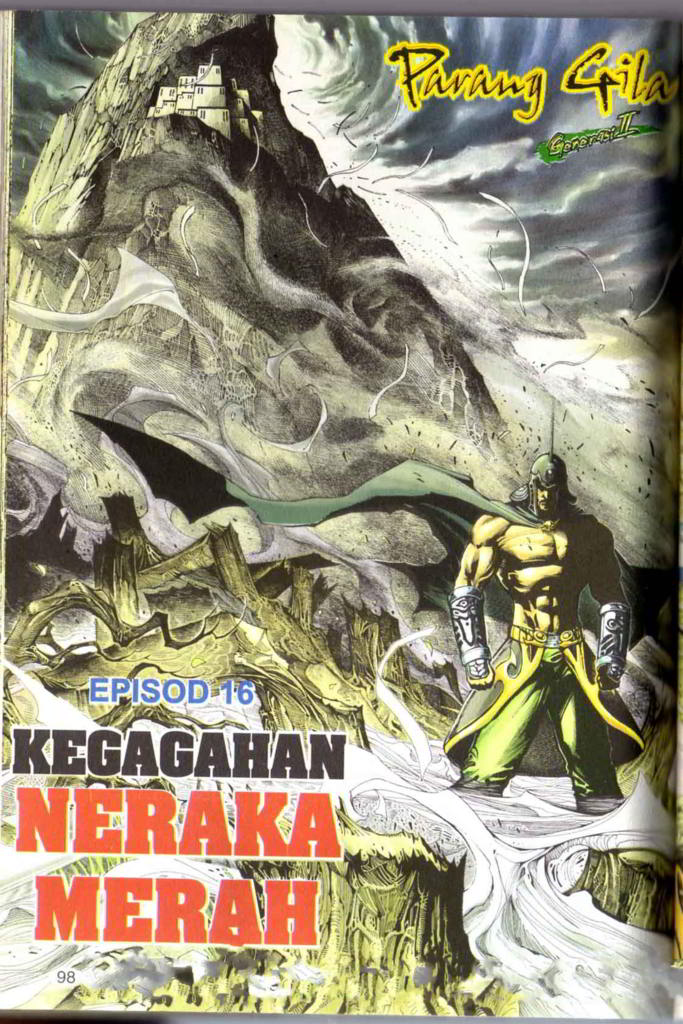 Parang Gila
Generasi II
EPISOD 16
KEGAGAHAN
NERAKA
MERAH
98